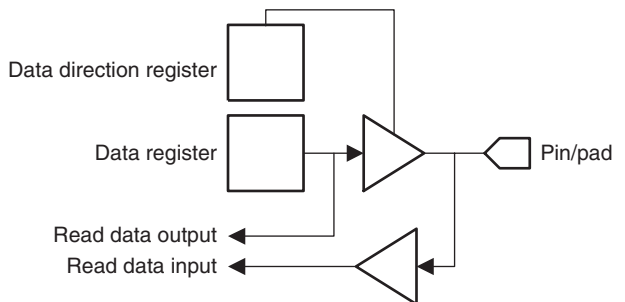 Data direction register
Data register
Pin/pad
Read data output
Read data input